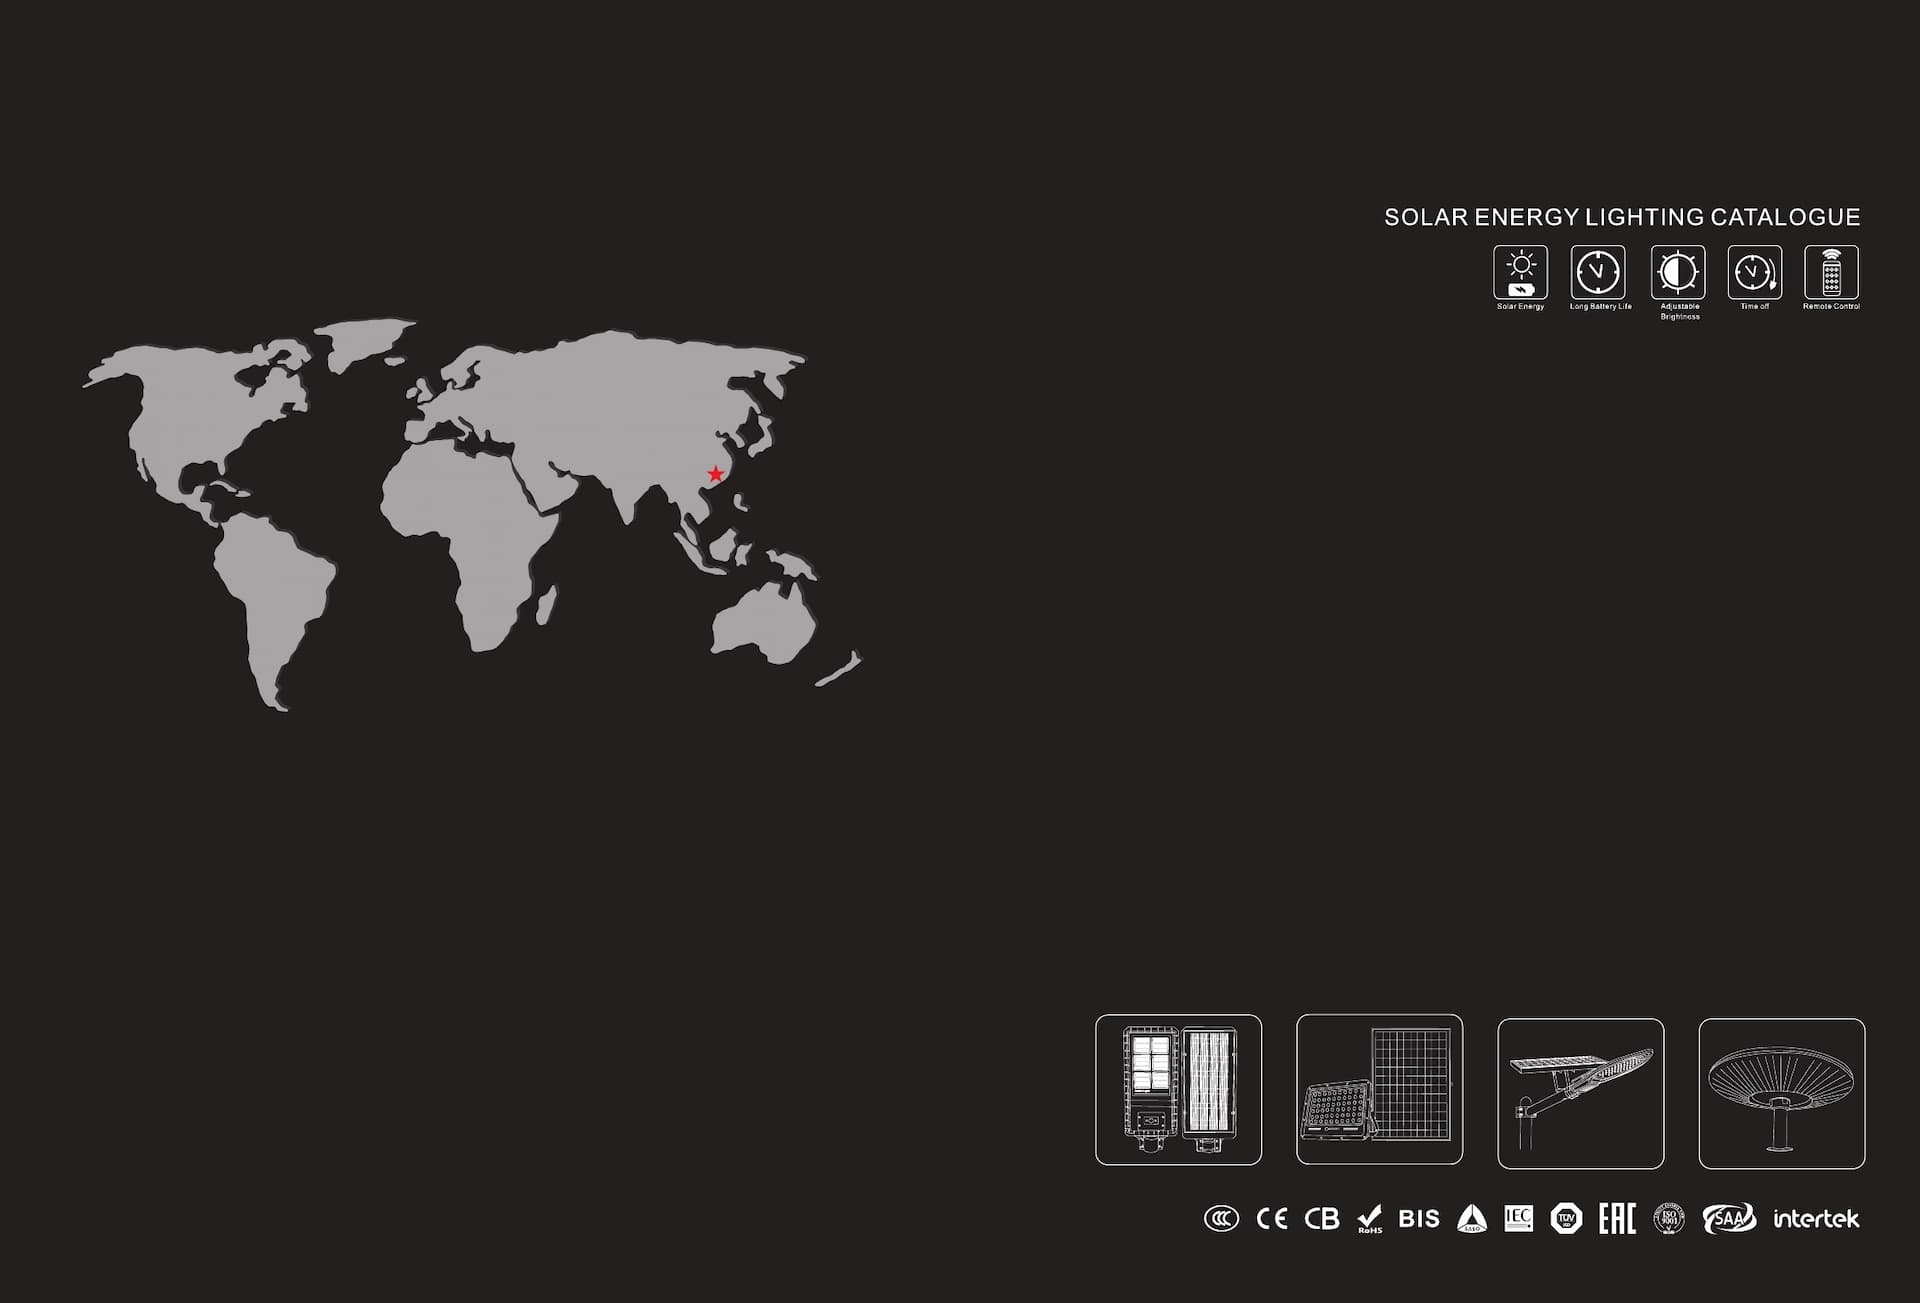 SOLAR ENERGY LIGHTING CATALOGUE
Solar Energy
Long Battery Life
Adjustable
Brightness
Time off
Remote Control
CE CB RoHS BIS SASO IEC TÜV EAC ISO 9001 SAA intertek